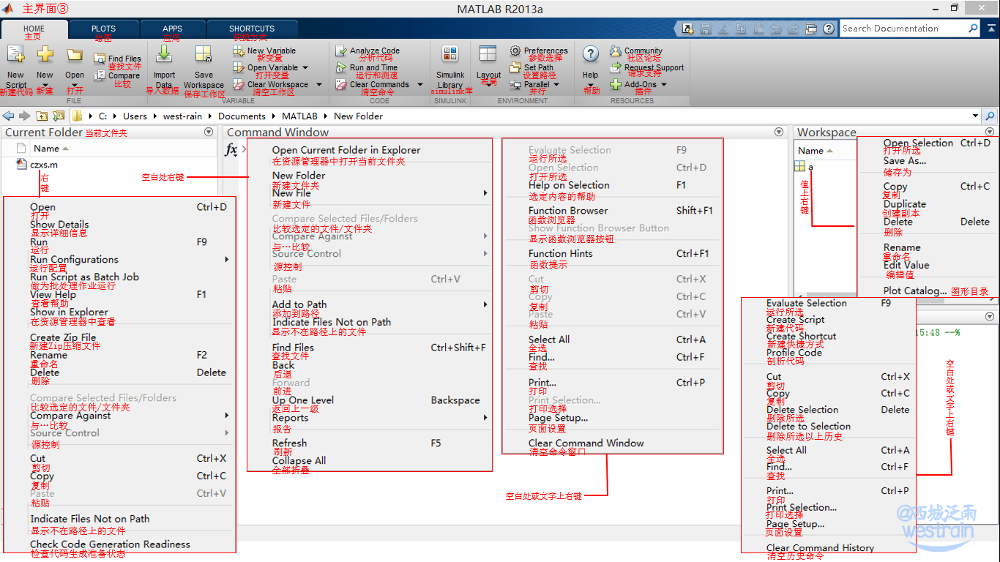 主界面③
MATLAB R2013a
HOME
主页
PLOTS
绘图
APPS
应用
SHORTCUTS
快捷方式
Search Documentation
New Script
新建代码
New
新建
Open
打开
Find Files
查找文件
Compare
比较
FILE
Import Data
导入数据
Save Workspace
保存工作区
New Variable
新变量
Open Variable
打开变量
Clear Workspace
清空工作区
VARIABLE
Analyze Code
分析代码
Run and Time
运行和测速
Clear Commands
清空命令
CODE
Simulink Library
simulink库
SIMULINK
Layout
布局
Preferences
参数选择
Set Path
设置路径
Parallel
并行
ENVIRONMENT
Help
帮助
Community
社区论坛
Request Support
请求支持
Add-Ons
插件
RESOURCES
C: Users west-rain Documents MATLAB New Folder
Current Folder 当前文件夹
Name
czxs.m
右键
Open Ctrl+D
打开
Show Details
显示详细信息
Run F9
运行
Run Configurations
运行配置
Run Script as Batch Job
做为批处理作业运行
View Help F1
查看帮助
Show in Explorer
在资源管理器中查看
Create Zip File
新建Zip压缩文件
Rename F2
重命名
Delete Delete
删除
Compare Selected Files/Folders
比较选定的文件/文件夹
Compare Against
与…比较
Source Control
源控制
Cut Ctrl+X
剪切
Copy Ctrl+C
复制
Paste Ctrl+V
粘贴
Indicate Files Not on Path
显示不在路径上的文件
Check Code Generation Readiness
检查代码生成准备状态
Command Window
fx
空白处右键
Open Current Folder in Explorer
在资源管理器中打开当前文件夹
New Folder
新建文件夹
New File
新建文件
Compare Selected Files/Folders
比较选定的文件/文件夹
Compare Against
与…比较
Source Control
源控制
Paste Ctrl+V
粘贴
Add to Path
添加到路径
Indicate Files Not on Path
显示不在路径上的文件
Find Files Ctrl+Shift+F
查找文件
Back
后退
Forward
前进
Up One Level Backspace
返回上一级
Reports
报告
Refresh F5
刷新
Collapse All
全部折叠
Evaluate Selection F9
运行所选
Open Selection Ctrl+D
打开所选
Help on Selection F1
选定内容的帮助
Function Browser Shift+F1
函数浏览器
Show Function Browser Button
显示函数浏览器按钮
Function Hints Ctrl+F1
函数提示
Cut Ctrl+X
剪切
Copy Ctrl+C
复制
Paste Ctrl+V
粘贴
Select All Ctrl+A
全选
Find... Ctrl+F
查找
Print... Ctrl+P
打印
Print Selection...
打印选择
Page Setup...
页面设置
Clear Command Window
清空命令窗口
空白处或文字上右键
Workspace
Name
a
值上右键
Open Selection Ctrl+D
打开所选
Save As...
储存为
Copy Ctrl+C
复制
Duplicate
创建副本
Delete Delete
删除
Rename
重命名
Edit Value
编辑值
Plot Catalog... 图形目录
15:48 --%
空白处或文字上右键
Evaluate Selection F9
运行所选
Create Script
新建代码
Create Shortcut
新建快捷方式
Profile Code
剖析代码
Cut Ctrl+X
剪切
Copy Ctrl+C
复制
Delete Selection Delete
删除所选
Delete to Selection
删除所选以上历史
Select All Ctrl+A
全选
Find... Ctrl+F
查找
Print... Ctrl+P
打印
Print Selection...
打印选择
Page Setup...
页面设置
Clear Command History
清空历史命令
@西城泛雨
westrain